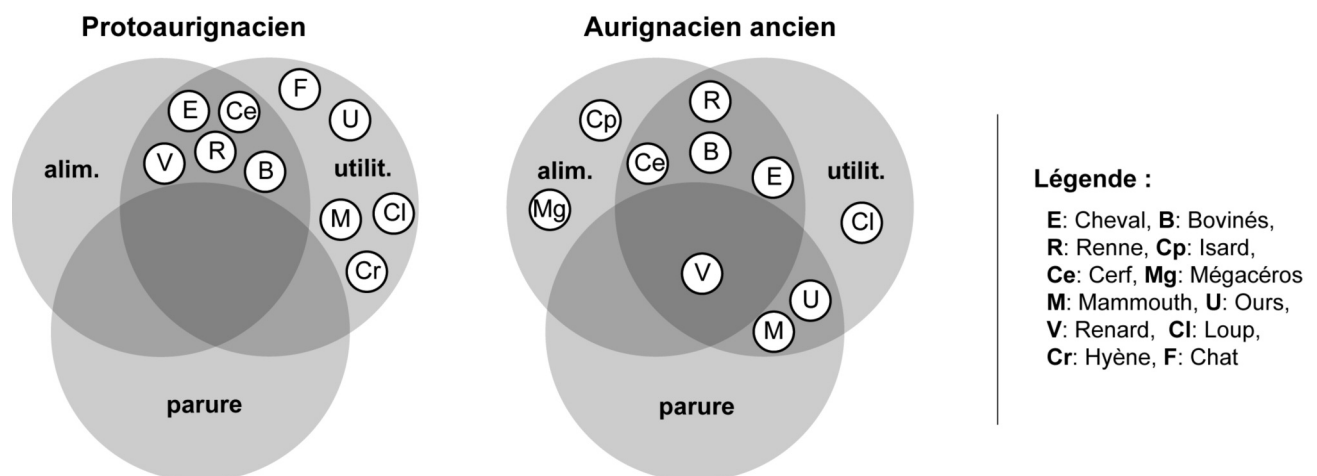 Protoaurignacien
Aurignacien ancien
F
E
Ce
U
R
V
B
alim.
utilit.
M
Cl
Cr
parure
R
Cp
B
Ce
E
alim.
utilit.
Mg
Cl
V
U
M
parure
Légende :
E: Cheval, B: Bovinés,
R: Renne, Cp: Isard,
Ce: Cerf, Mg: Mégacéros
M: Mammouth, U: Ours,
V: Renard, Cl: Loup,
Cr: Hyène, F: Chat